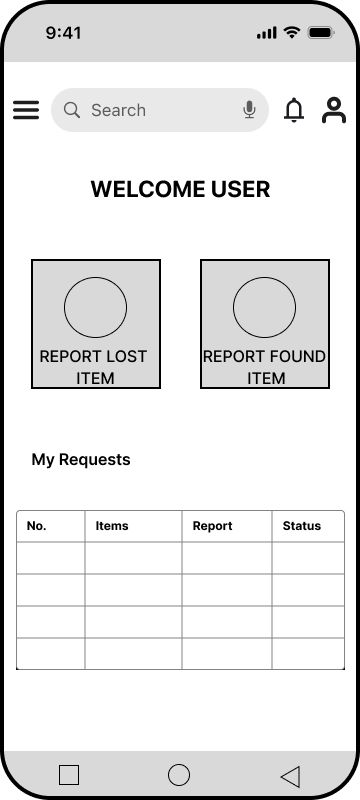 9:41
Search
WELCOME USER
REPORT LOST
ITEM
REPORT FOUND
ITEM
My Requests
No. Items Report Status